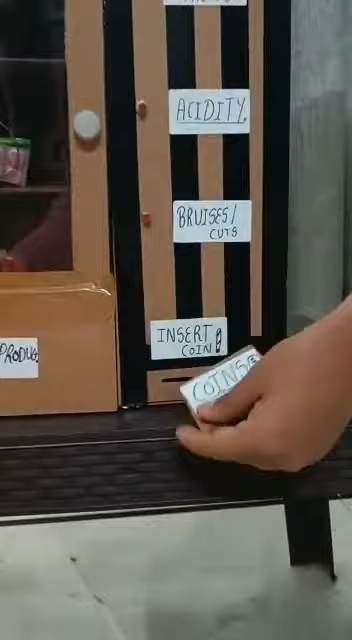 ACIDITY.
BRUISES/
CUTS
INSERT
COIN
PRODUC
COINS